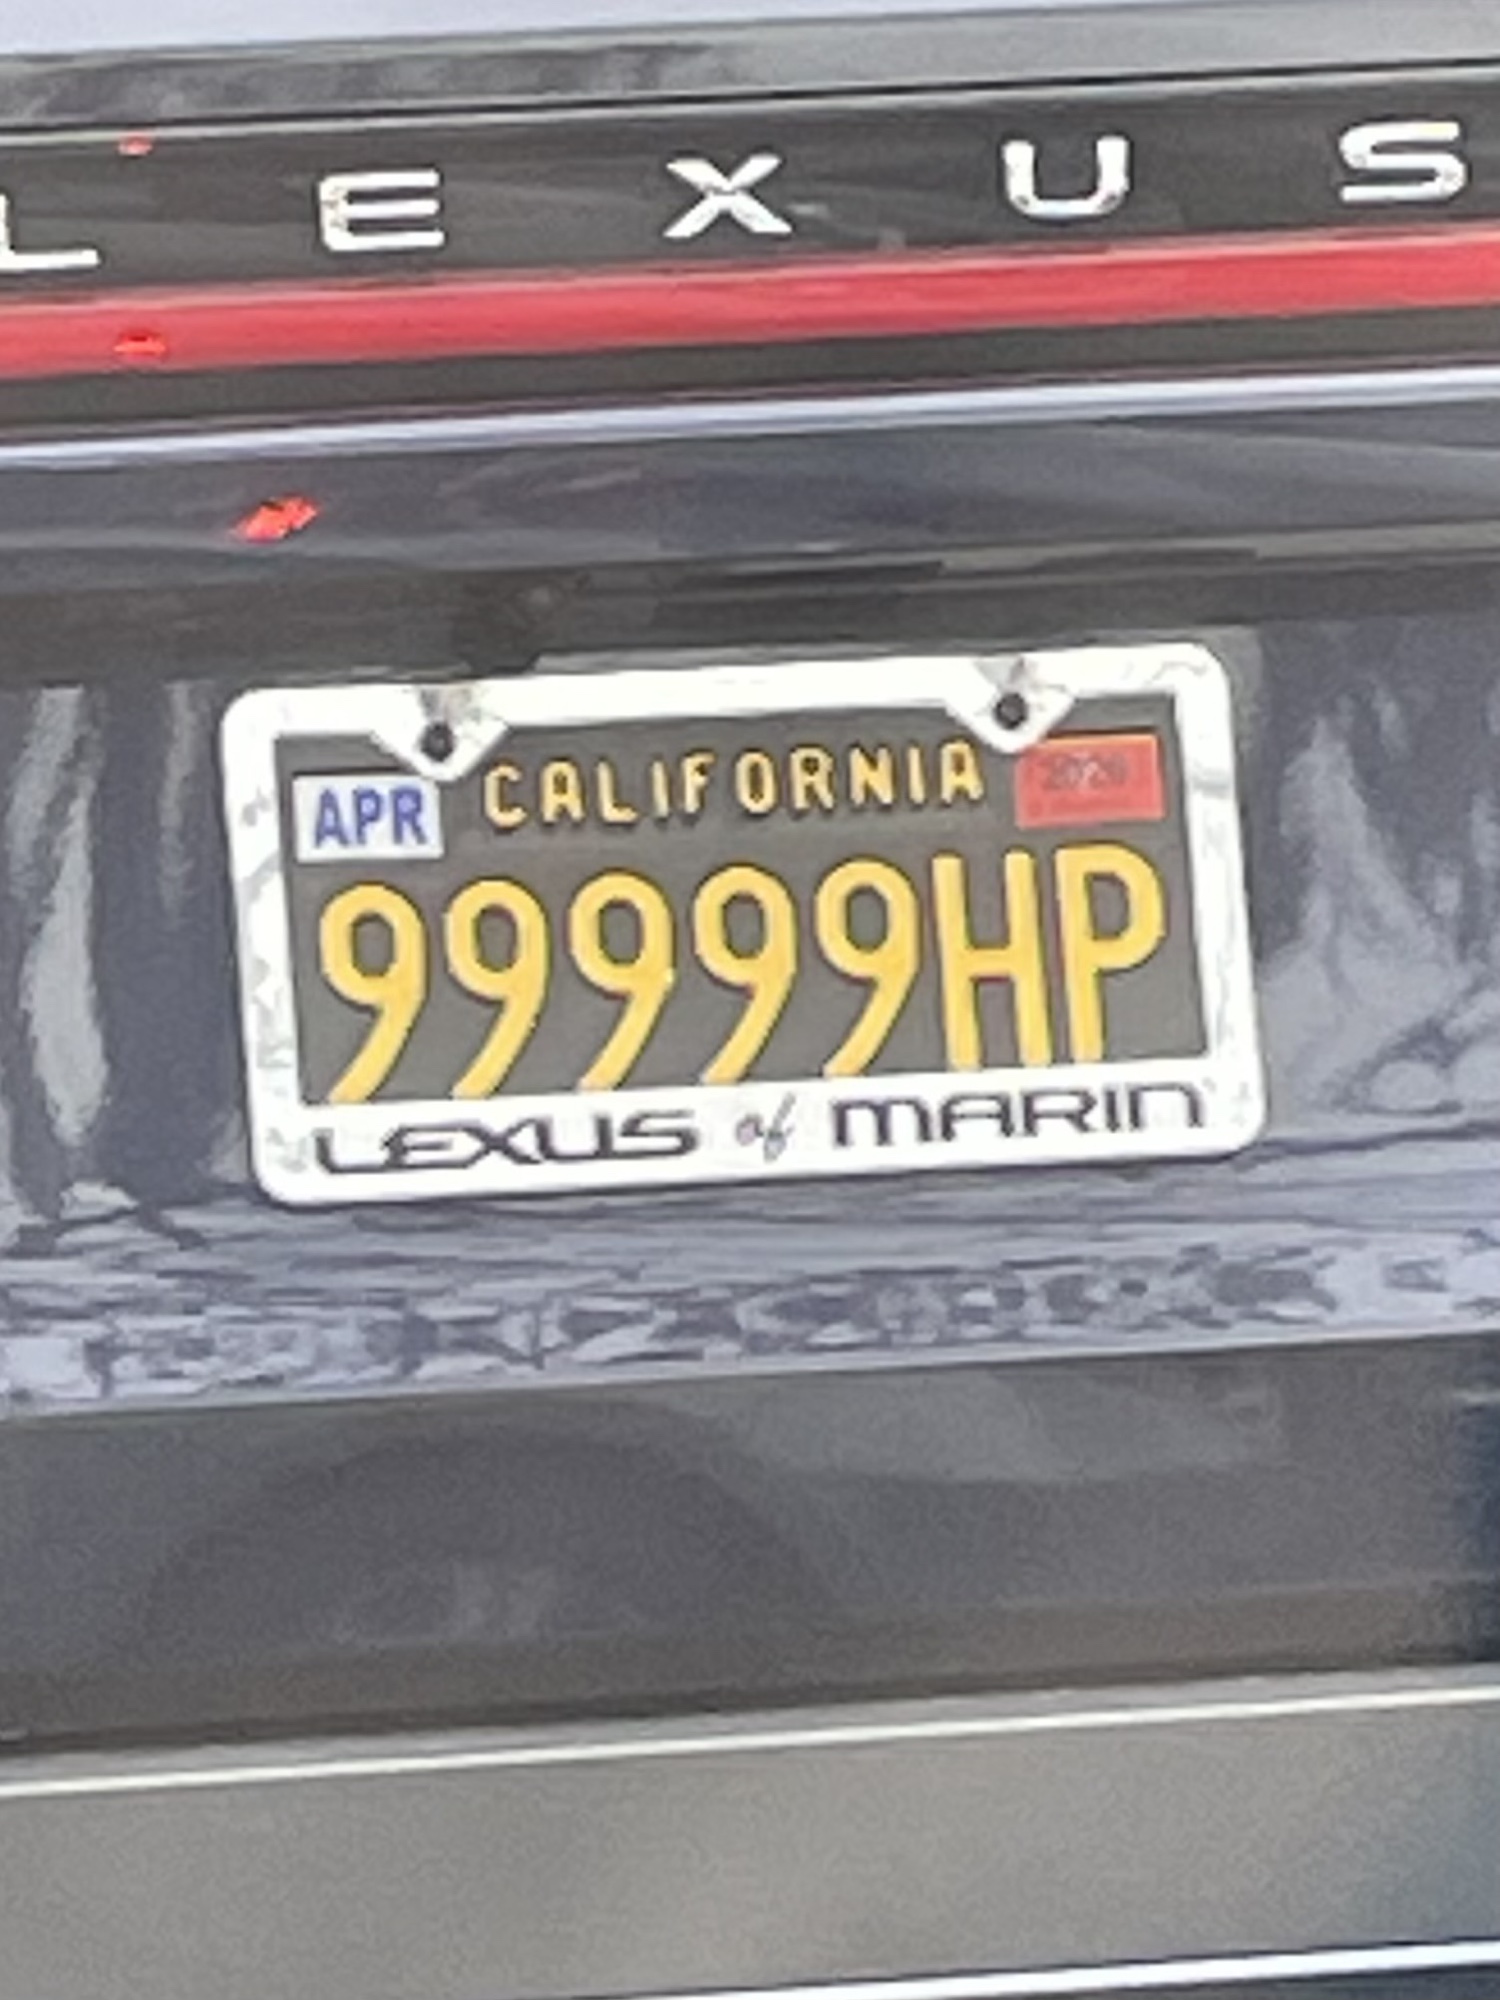 LEXUS
APR CALIFORNIA
99999HP
LEXUS of MARIN